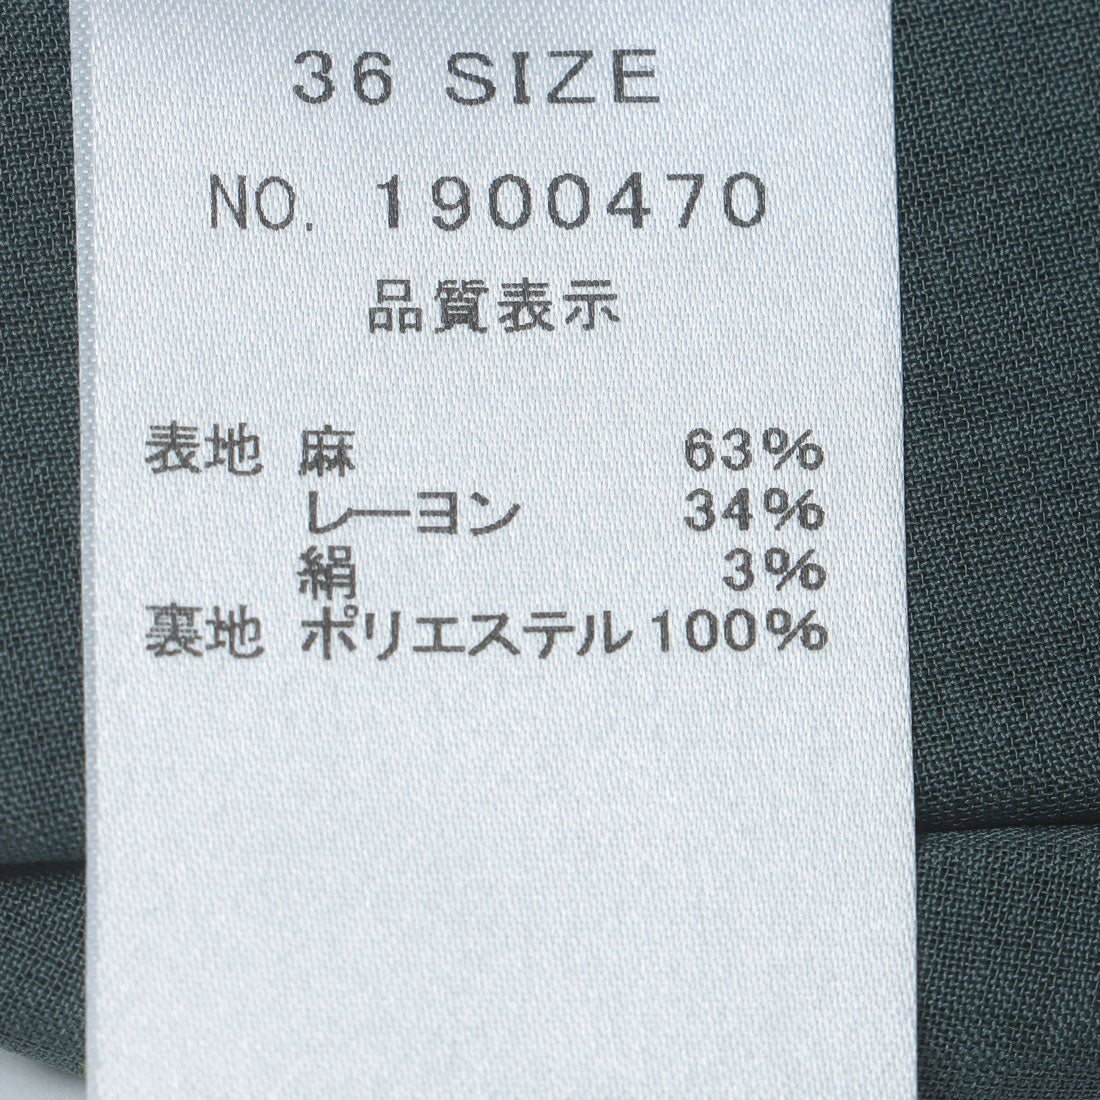 36 SIZE
NO. 1900470
品質表示
表地 麻 63%
レーヨン 34%
絹 3%
裏地 ポリエステル 100%